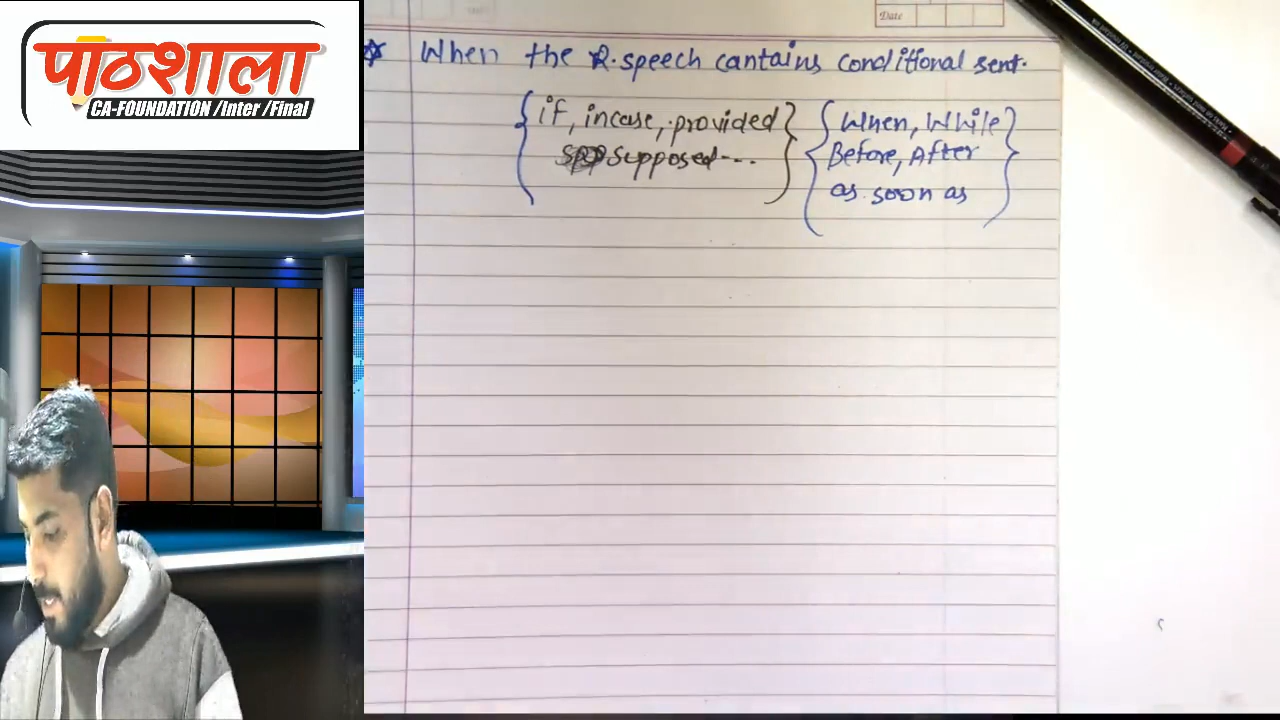 पाठशाला
CA-FOUNDATION /Inter /Final
Date
When the R.speech cantains conditional sent.
{if, incase, provided} {When, While}
supposed--- Before, After
as soon as